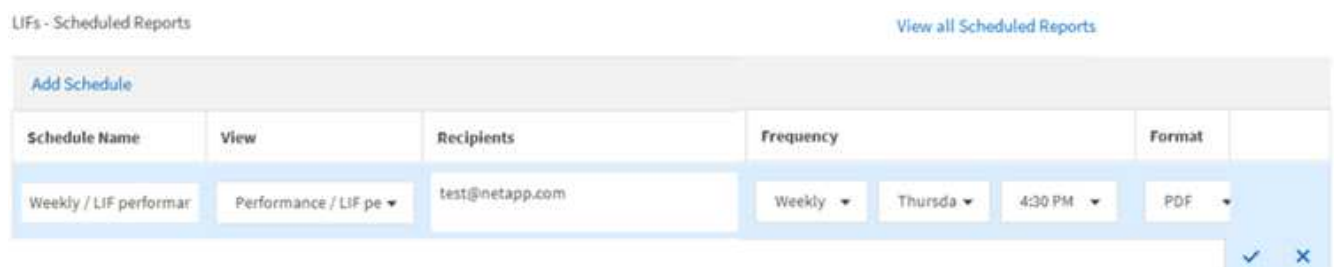 LIFs - Scheduled Reports
View all Scheduled Reports
Add Schedule
Schedule Name View Recipients Frequency Format
Weekly / LIF performar Performance / LIF pe test@netapp.com Weekly Thursda 4:30 PM PDF